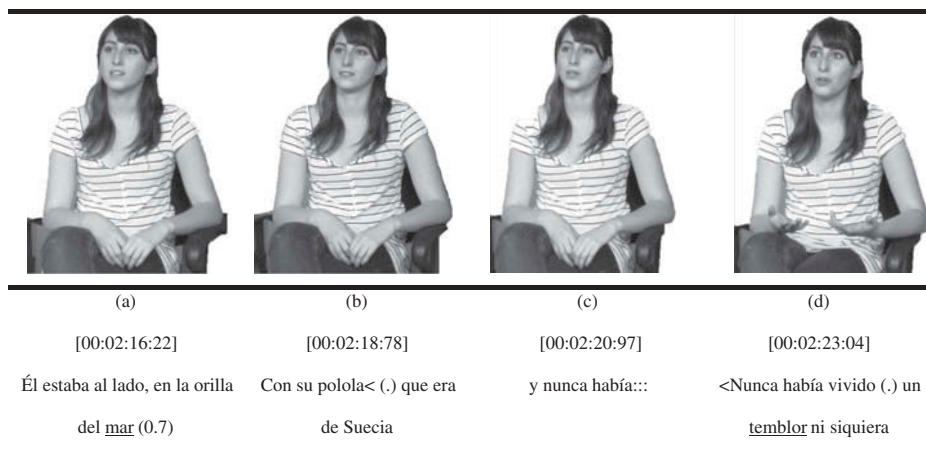 (a)
(b)
(c)
(d)
[00:02:16:22]
[00:02:18:78]
[00:02:20:97]
[00:02:23:04]
Él estaba al lado, en la orilla
del mar (0.7)
Con su polola< (.) que era
de Suecia
y nunca había:::
<Nunca había vivido (.) un
temblor ni siquiera